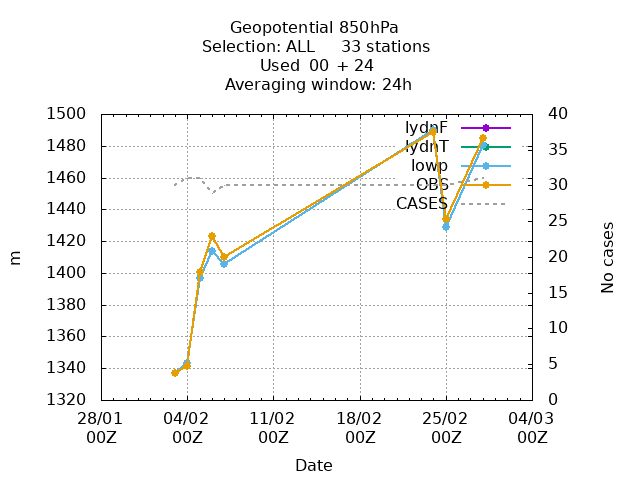 Geopotential 850hPa
Selection: ALL 33 stations
Used 00 + 24
Averaging window: 24h
1500
1480
1460
1440
1420
1400
1380
1360
1340
1320
40
35
30
25
20
15
10
5
0
lydnF
lydnT
lowp
OBS
CASES
m
No cases
28/01 04/02 11/02 18/02 25/02 04/03
00Z 00Z 00Z 00Z 00Z 00Z
Date